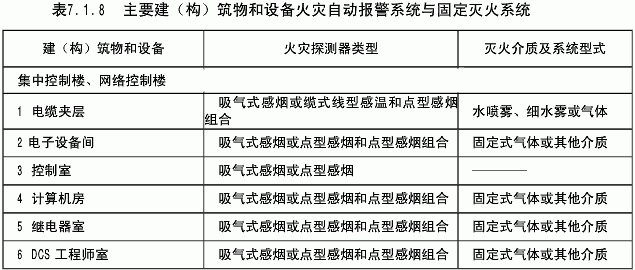 表7.1.8 主要建（构）筑物和设备火灾自动报警系统与固定灭火系统
建（构）筑物和设备 火灾探测器类型 灭火介质及系统型式
集中控制楼、网络控制楼
1 电缆夹层 吸气式感烟或缆式线型感温和点型感烟组合 水喷雾、细水雾或气体
2 电子设备间 吸气式感烟或点型感烟和点型感烟组合 固定式气体或其他介质
3 控制室 吸气式感烟或点型感烟 ————
4 计算机房 吸气式感烟或点型感烟和点型感烟组合 固定式气体或其他介质
5 继电器室 吸气式感烟或点型感烟和点型感烟组合 固定式气体或其他介质
6 DCS 工程师室 吸气式感烟或点型感烟和点型感烟组合 固定式气体或其他介质